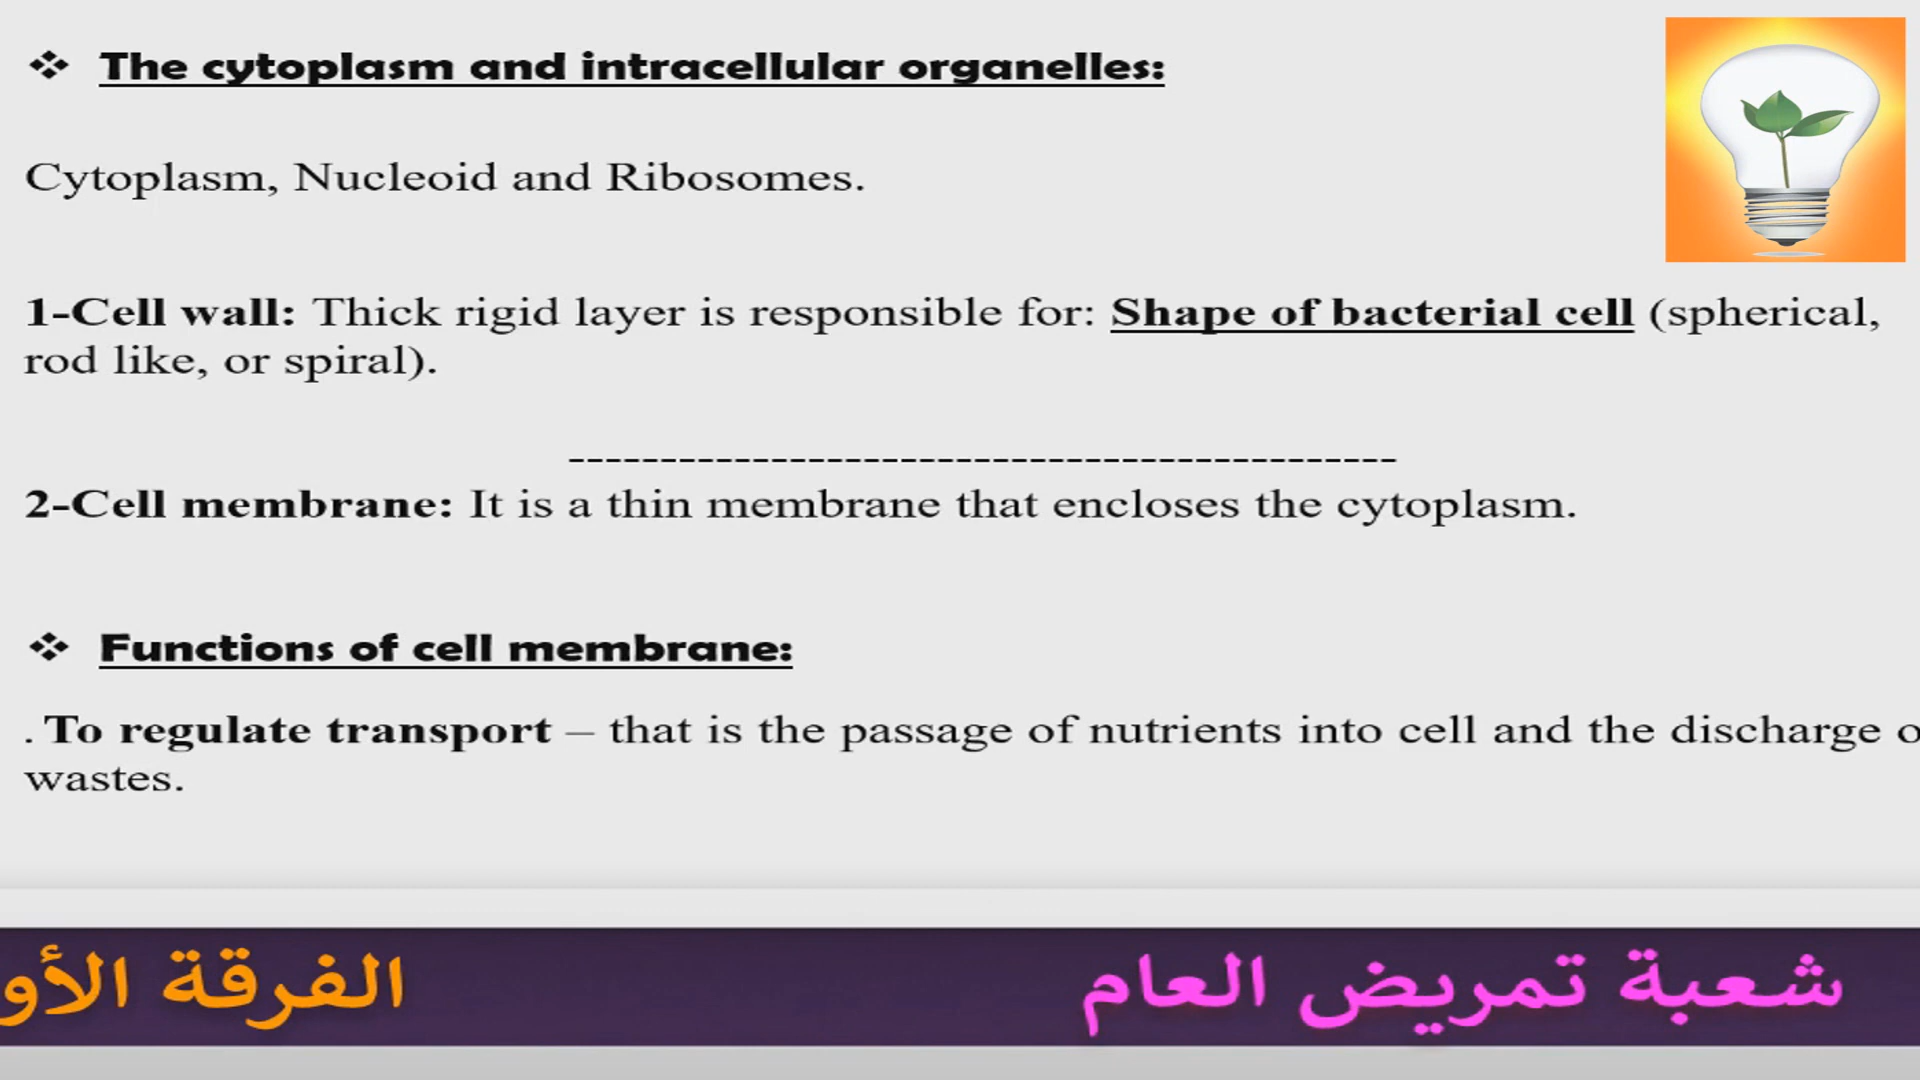 ❖ The cytoplasm and intracellular organelles:
Cytoplasm, Nucleoid and Ribosomes.
1-Cell wall: Thick rigid layer is responsible for: Shape of bacterial cell (spherical,
rod like, or spiral).
---------------------------------------------
2-Cell membrane: It is a thin membrane that encloses the cytoplasm.
❖ Functions of cell membrane:
. To regulate transport – that is the passage of nutrients into cell and the discharge o
wastes.
شعبة تمريض العام الفرقة الأو